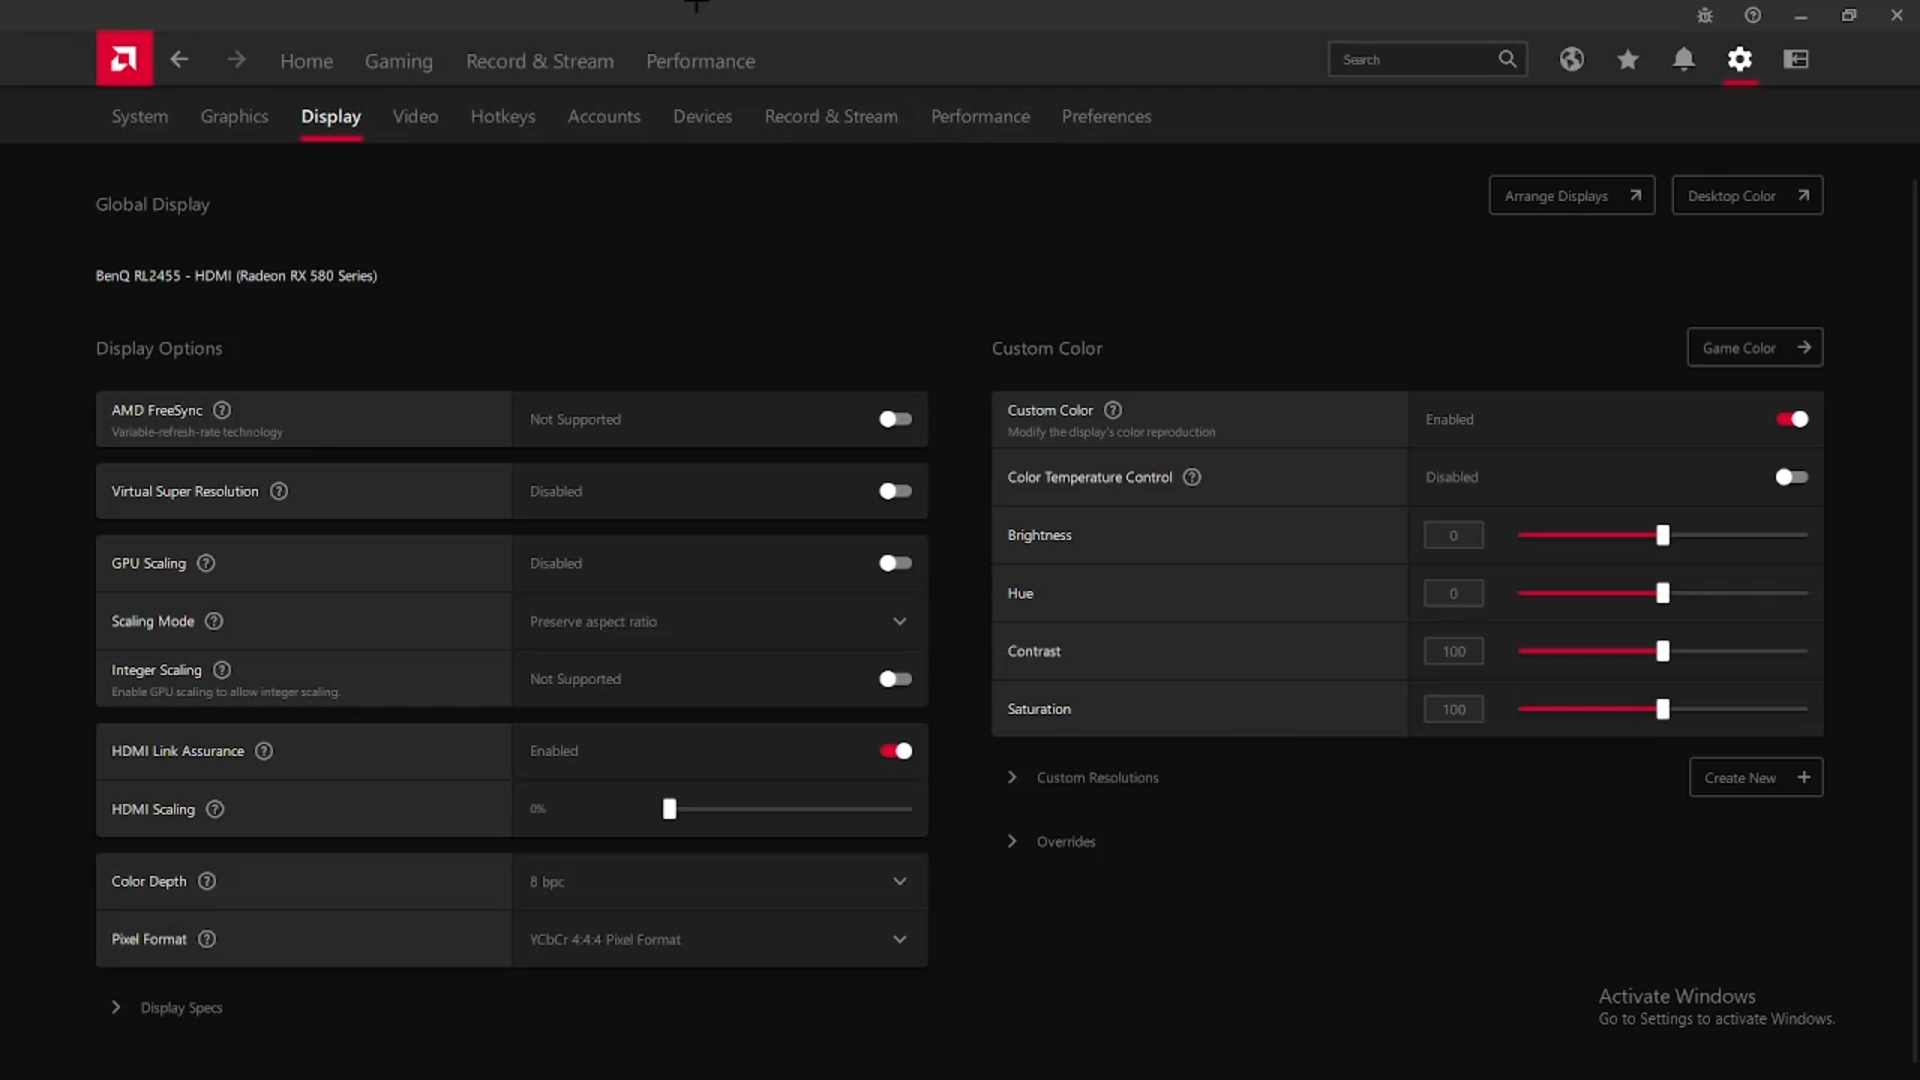 Home
Gaming
Record & Stream
Performance
Search
System
Graphics
Display
Video
Hotkeys
Accounts
Devices
Record & Stream
Performance
Preferences
Global Display
Arrange Displays
Desktop Color
BenQ RL2455 - HDMI (Radeon RX 580 Series)
Display Options
AMD FreeSync
Variable-refresh-rate technology
Not Supported
Virtual Super Resolution
Disabled
GPU Scaling
Disabled
Scaling Mode
Preserve aspect ratio
Integer Scaling
Enable GPU scaling to allow integer scaling.
Not Supported
HDMI Link Assurance
Enabled
HDMI Scaling
0%
Color Depth
8 bpc
Pixel Format
YCbCr 4:4:4 Pixel Format
Display Specs
Custom Color
Game Color
Custom Color
Modify the display's color reproduction
Enabled
Color Temperature Control
Disabled
Brightness
0
Hue
0
Contrast
100
Saturation
100
Custom Resolutions
Create New
Overrides
Activate Windows
Go to Settings to activate Windows.